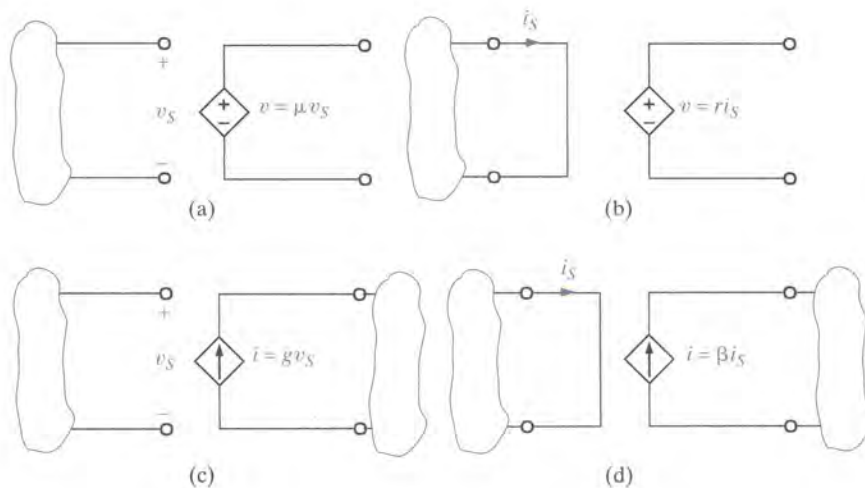 +
v_S
−
+
−
v = μv_S
(a)
i_S
+
−
v = ri_S
(b)
+
v_S
−
i = gv_S
(c)
i_S
i = βi_S
(d)